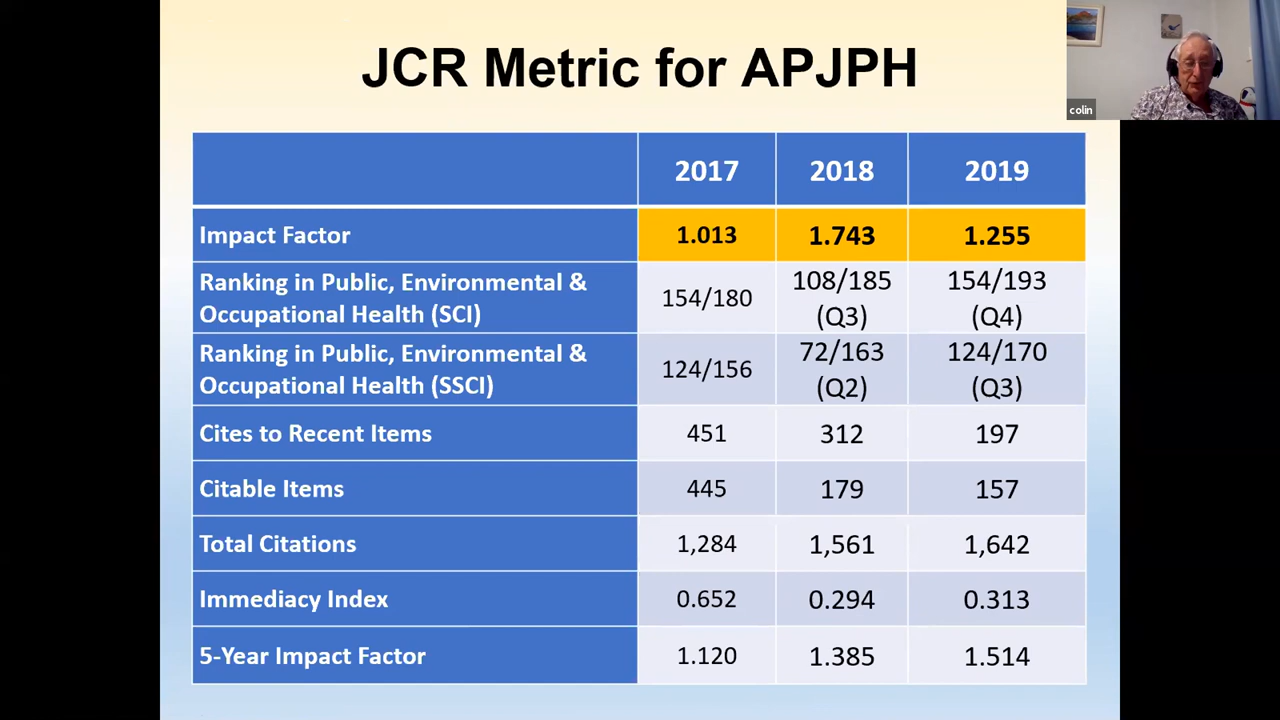 JCR Metric for APJPH
colin
2017 2018 2019
Impact Factor 1.013 1.743 1.255
Ranking in Public, Environmental &
Occupational Health (SCI)
154/180
108/185
(Q3)
154/193
(Q4)
Ranking in Public, Environmental &
Occupational Health (SSCI)
124/156
72/163
(Q2)
124/170
(Q3)
Cites to Recent Items 451 312 197
Citable Items 445 179 157
Total Citations 1,284 1,561 1,642
Immediacy Index 0.652 0.294 0.313
5-Year Impact Factor 1.120 1.385 1.514